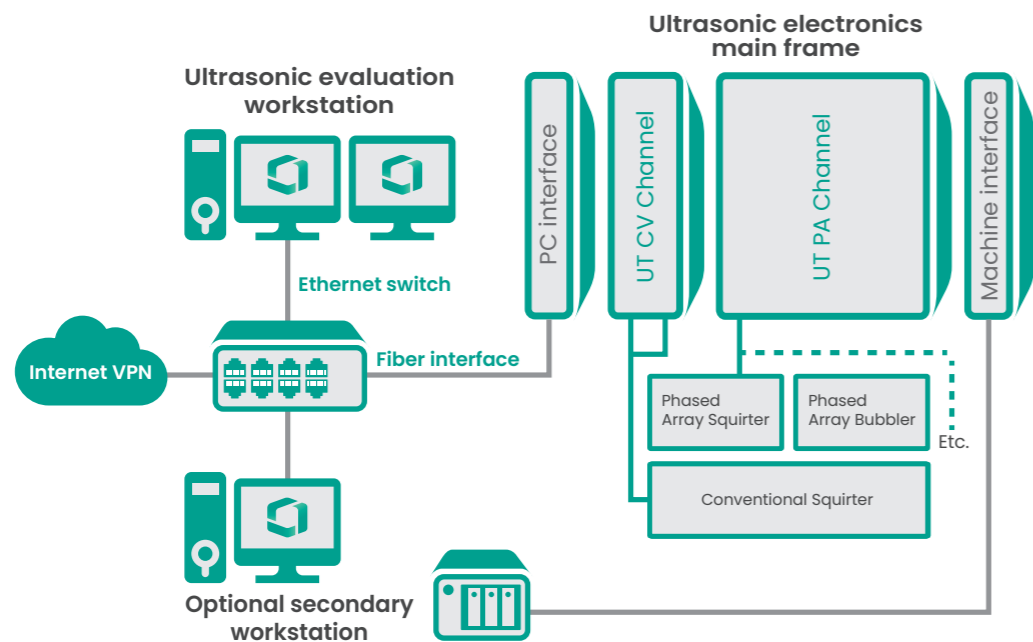 Ultrasonic electronics
main frame
Ultrasonic evaluation
workstation
PC interface
UT CV Channel
UT PA Channel
Machine interface
Ethernet switch
Internet VPN
Fiber interface
Phased
Array Squirter
Phased
Array Bubbler
Etc.
Conventional Squirter
Optional secondary
workstation